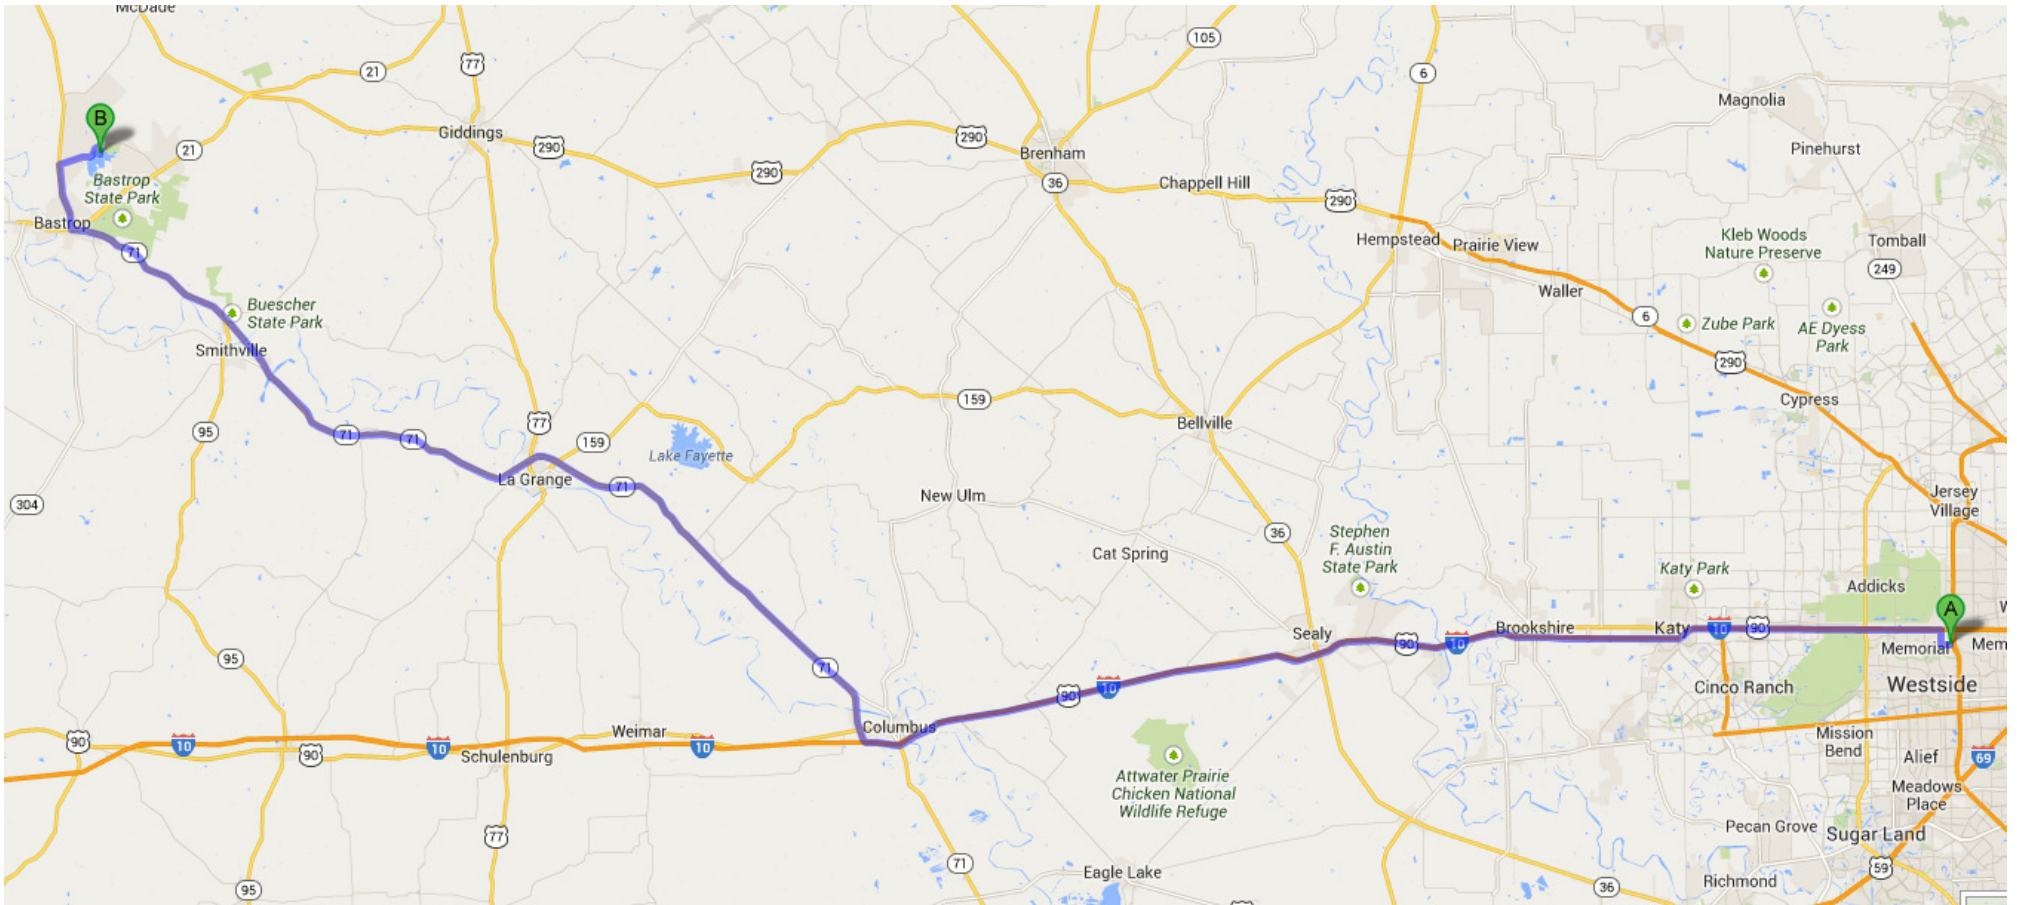 McDade
105
77
21
6
Magnolia
B
Giddings
290
290
290
Brenham
Pinehurst
21
Bastrop
State Park
36
Chappell Hill
290
Bastrop
71
Hempstead
Prairie View
Kleb Woods
Nature Preserve
Tomball
249
Waller
Buescher
State Park
6
Zube Park
AE Dyess
Park
Smithville
290
159
Cypress
77
Bellville
95
71
71
159
Lake Fayette
La Grange
71
New Ulm
Jersey
Village
304
36
Stephen
F. Austin
State Park
Cat Spring
Katy Park
Addicks
A
Sealy
Brookshire
Katy
10
90
90
10
Memorial
Mem
95
71
90
10
Cinco Ranch
Westside
Columbus
Weimar
90
10
90
10
Schulenburg
10
Mission
Bend
Alief
69
Attwater Prairie
Chicken National
Wildlife Refuge
Meadows
Place
77
Pecan Grove
Sugar Land
71
Eagle Lake
59
95
36
Richmond